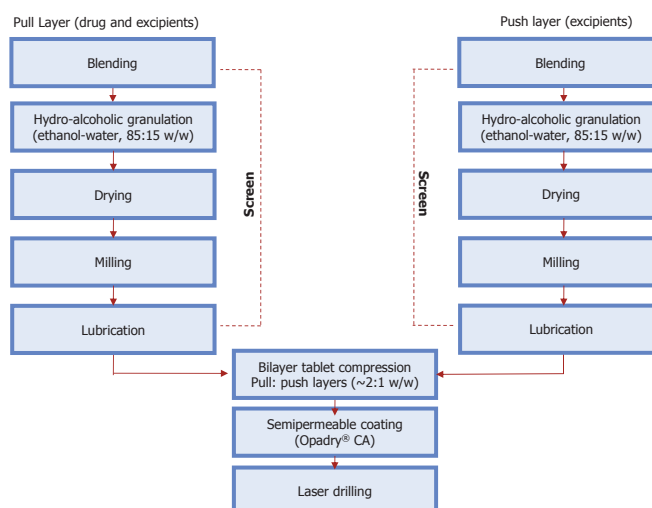 Pull Layer (drug and excipients)
Blending
Hydro-alcoholic granulation
(ethanol-water, 85:15 w/w)
Drying
Milling
Lubrication
Screen
Push layer (excipients)
Blending
Hydro-alcoholic granulation
(ethanol-water, 85:15 w/w)
Drying
Milling
Lubrication
Screen
Bilayer tablet compression
Pull: push layers (~2:1 w/w)
Semipermeable coating
(Opadry® CA)
Laser drilling